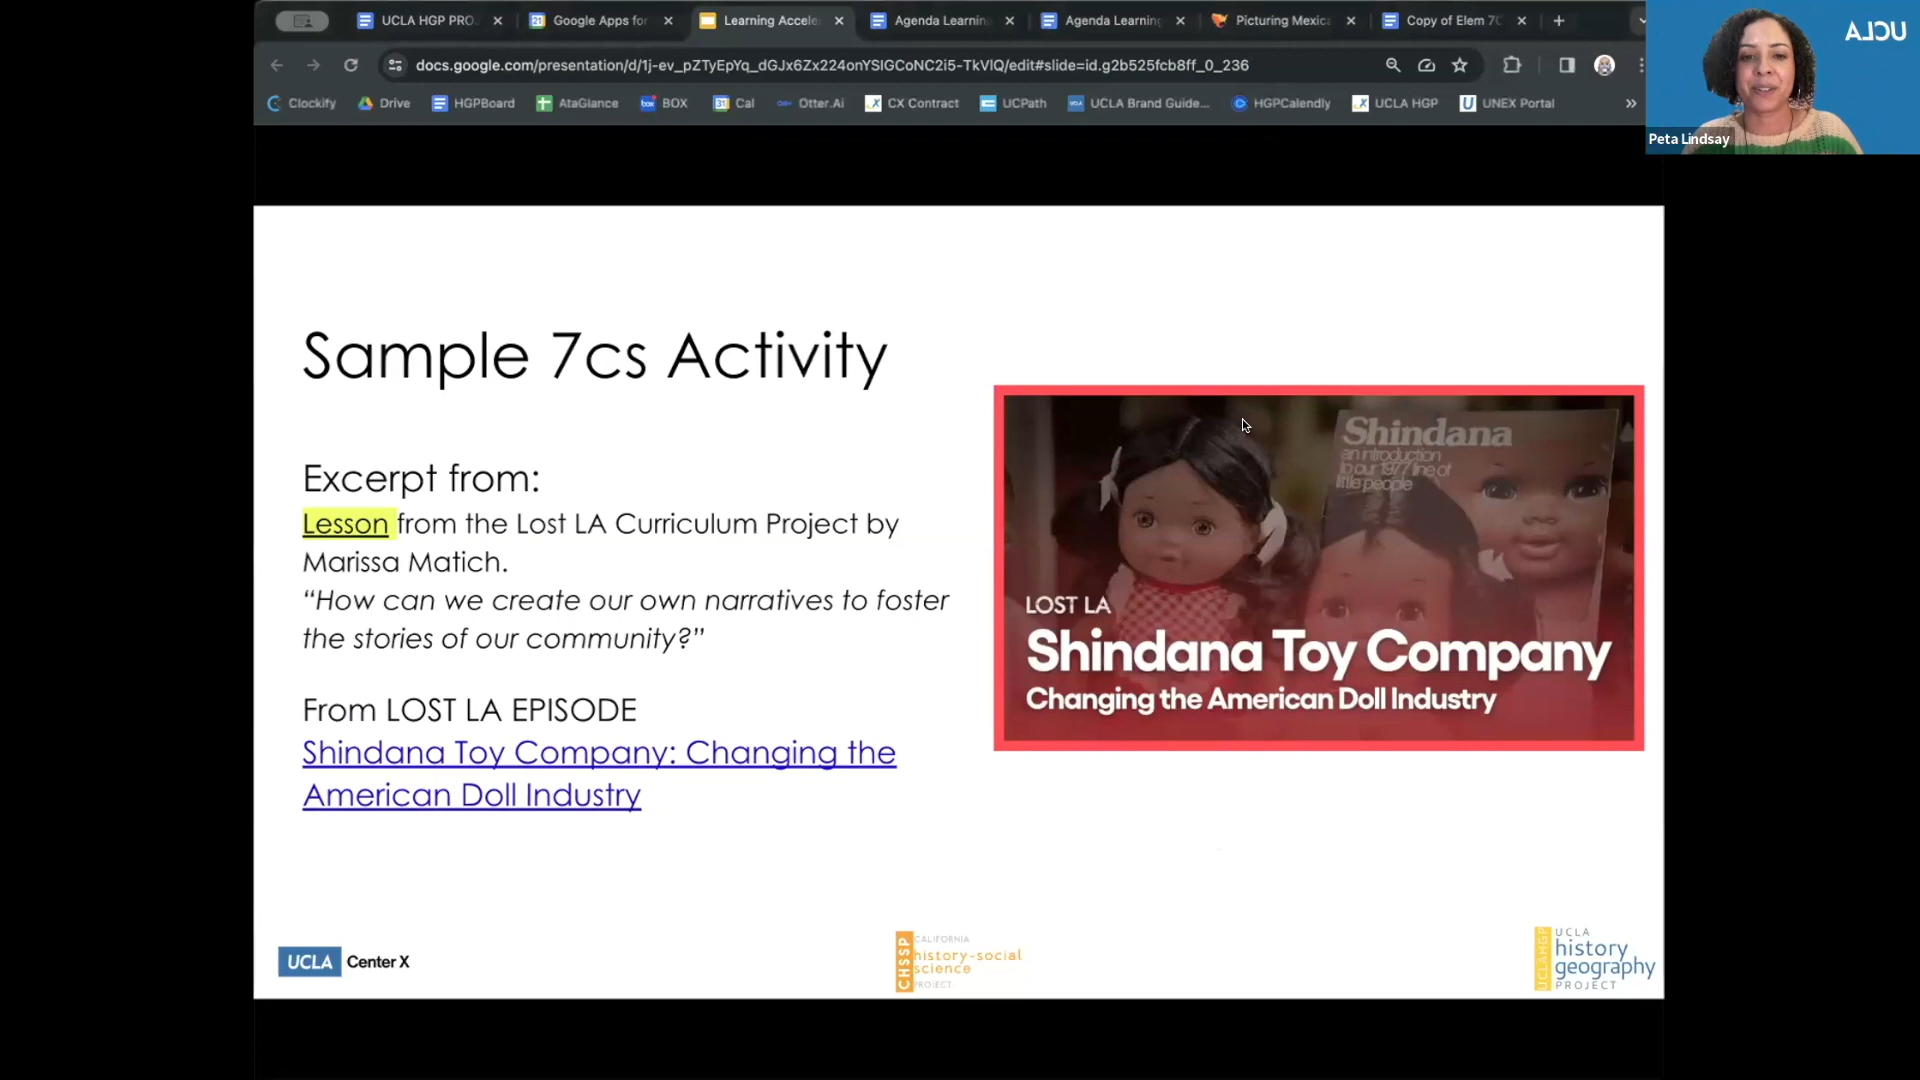 UCLA HGP PRO
Google Apps for
Learning Accele
Agenda Learnin
Agenda Learning
Picturing Mexic
Copy of Elem 7C
docs.google.com/presentation/d/1j-ev_pZTyEpYq_dGJx6Zx224onYSIGCoNC2i5-TkVIQ/edit#slide=id.g2b525fcb8ff_0_236
Clockify
Drive
HGPBoard
AtaGlance
BOX
Cal
Otter.Ai
CX Contract
UCPath
UCLA Brand Guide...
HGPCalendly
UCLA HGP
UNEX Portal
»
UCLA
Peta Lindsay
Sample 7cs Activity
Excerpt from:
Lesson from the Lost LA Curriculum Project by
Marissa Matich.
“How can we create our own narratives to foster
the stories of our community?”
From LOST LA EPISODE
Shindana Toy Company: Changing the
American Doll Industry
Shindana
an introduction
to our 1977 line of
little people
LOST LA
Shindana Toy Company
Changing the American Doll Industry
UCLA Center X
CHSSP
CALIFORNIA
history-social
science
PROJECT
UCLAHGP
UCLA
history
geography
PROJECT